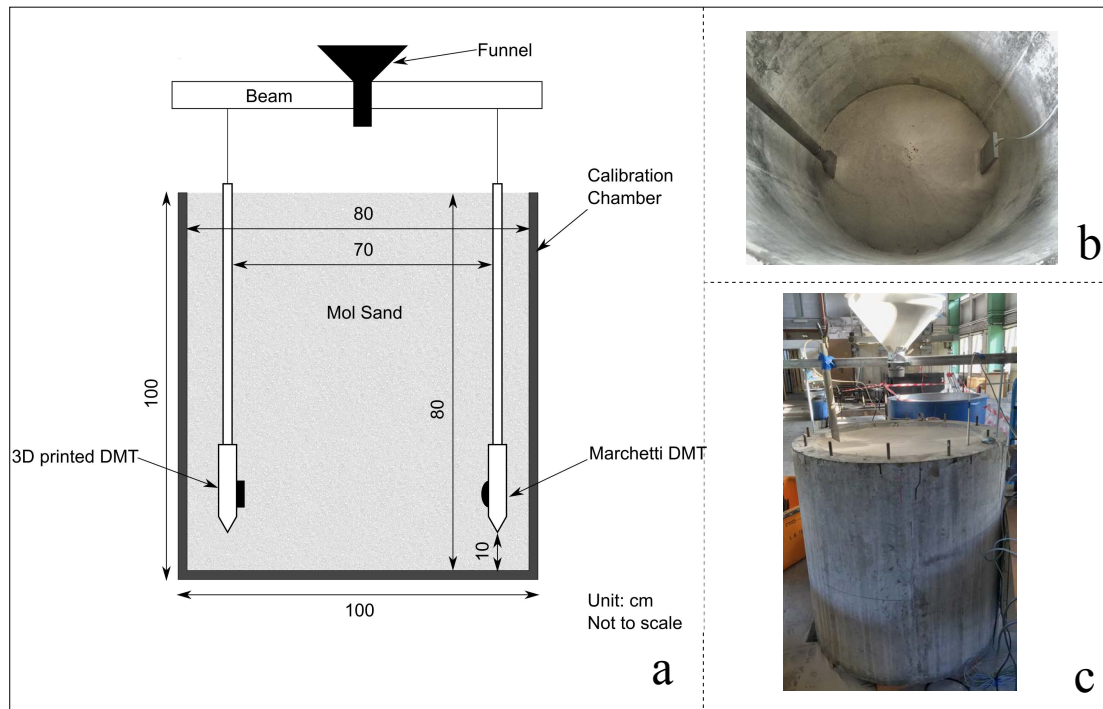 Funnel
Beam
Calibration
Chamber
80
70
Mol Sand
100
80
3D printed DMT
Marchetti DMT
10
100
Unit: cm
Not to scale
a
b
c